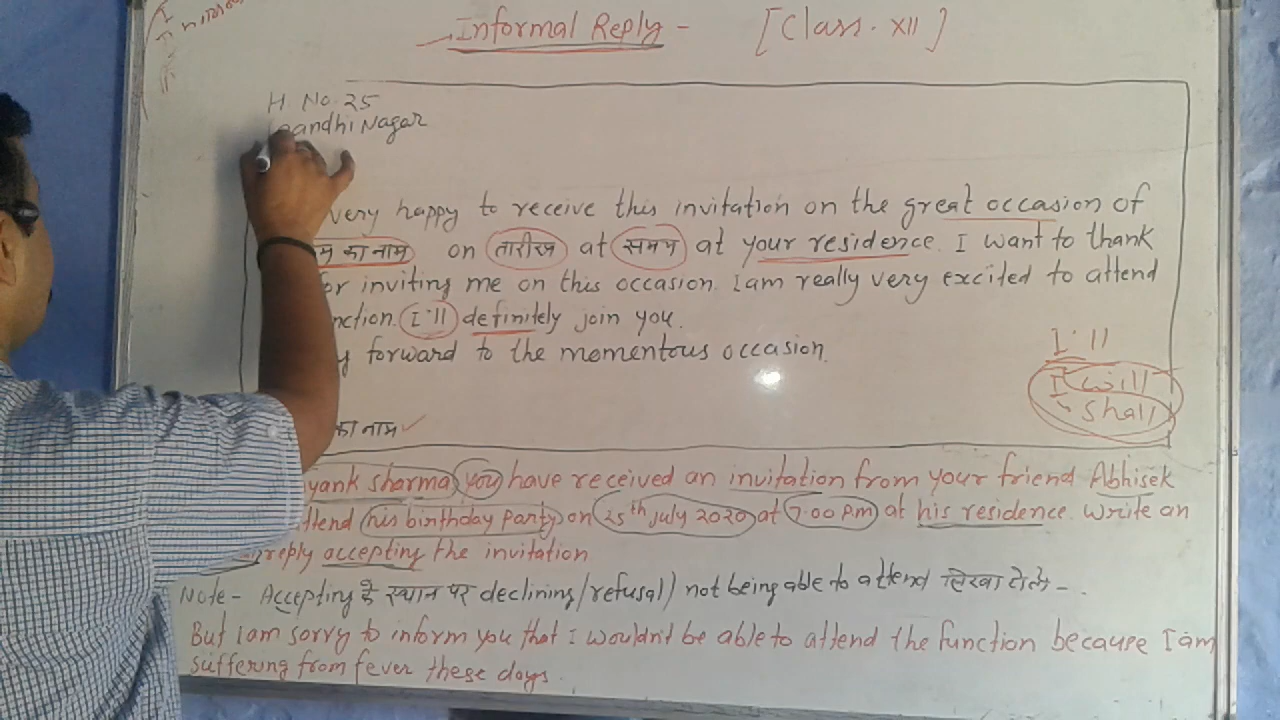 Informal Reply - [Class. XII]
H. No. 25
Gandhi Nagar
very happy to receive this invitation on the great occasion of
का नाम on तारीख at समय at your residence. I want to thank
for inviting me on this occasion. I am really very excited to attend
nction. I'll definitely join you.
forward to the momentous occasion.
I'll
I will
shall
का नाम
yank sharma you have received an invitation from your friend Abhisek
ttend his birthday party on 25th july 2020 at 7:00 pm at his residence. Write an
reply accepting the invitation
Note - Accepting के स्थान पर declining/refusal/ not being able to attend लिखा होने -
But I am sorry to inform you that I wouldn't be able to attend the function because I am
suffering from fever these days.